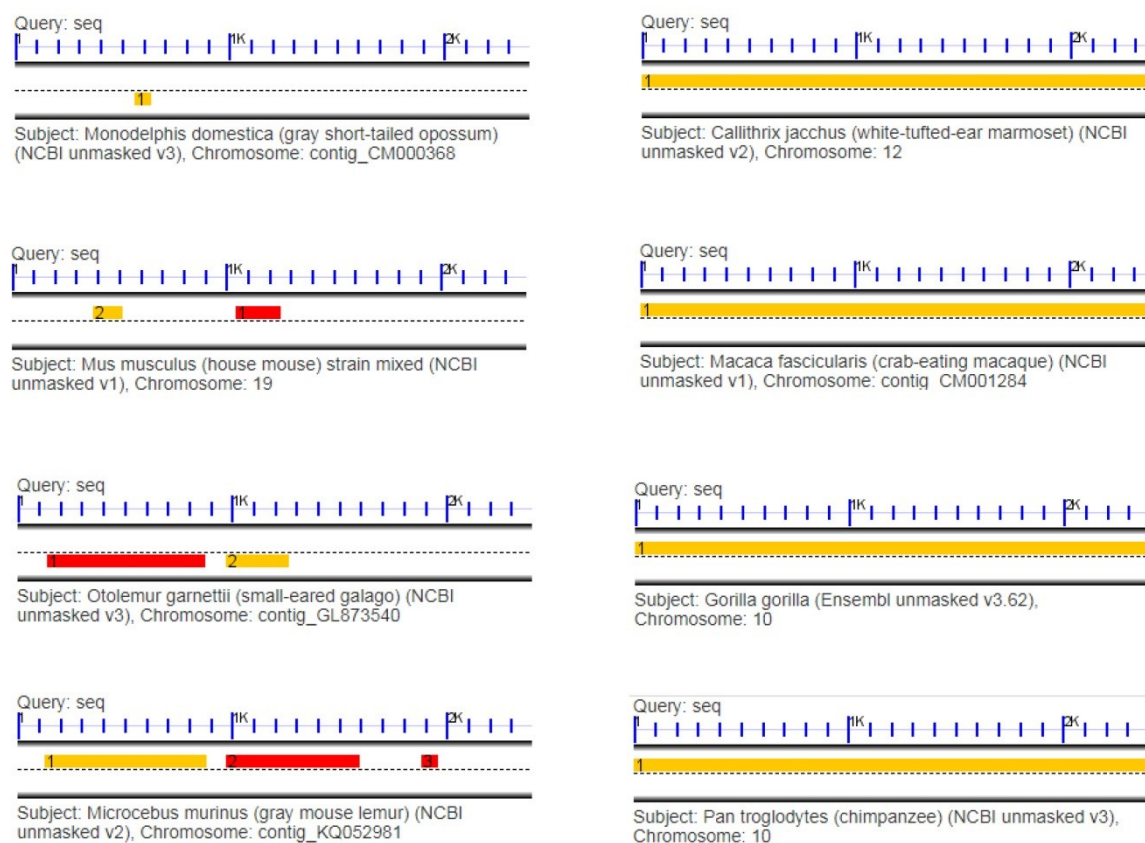 Query: seq
1 1K 2K
1
Subject: Monodelphis domestica (gray short-tailed opossum)
(NCBI unmasked v3), Chromosome: contig_CM000368
Query: seq
1 1K 2K
2 1
Subject: Mus musculus (house mouse) strain mixed (NCBI
unmasked v1), Chromosome: 19
Query: seq
1 1K 2K
1 2
Subject: Otolemur garnettii (small-eared galago) (NCBI
unmasked v3), Chromosome: contig_GL873540
Query: seq
1 1K 2K
1 2 3
Subject: Microcebus murinus (gray mouse lemur) (NCBI
unmasked v2), Chromosome: contig_KQ052981
Query: seq
1 1K 2K
1
Subject: Callithrix jacchus (white-tufted-ear marmoset) (NCBI
unmasked v2), Chromosome: 12
Query: seq
1 1K 2K
1
Subject: Macaca fascicularis (crab-eating macaque) (NCBI
unmasked v1), Chromosome: contig_CM001284
Query: seq
1 1K 2K
1
Subject: Gorilla gorilla (Ensembl unmasked v3.62),
Chromosome: 10
Query: seq
1 1K 2K
1
Subject: Pan troglodytes (chimpanzee) (NCBI unmasked v3),
Chromosome: 10